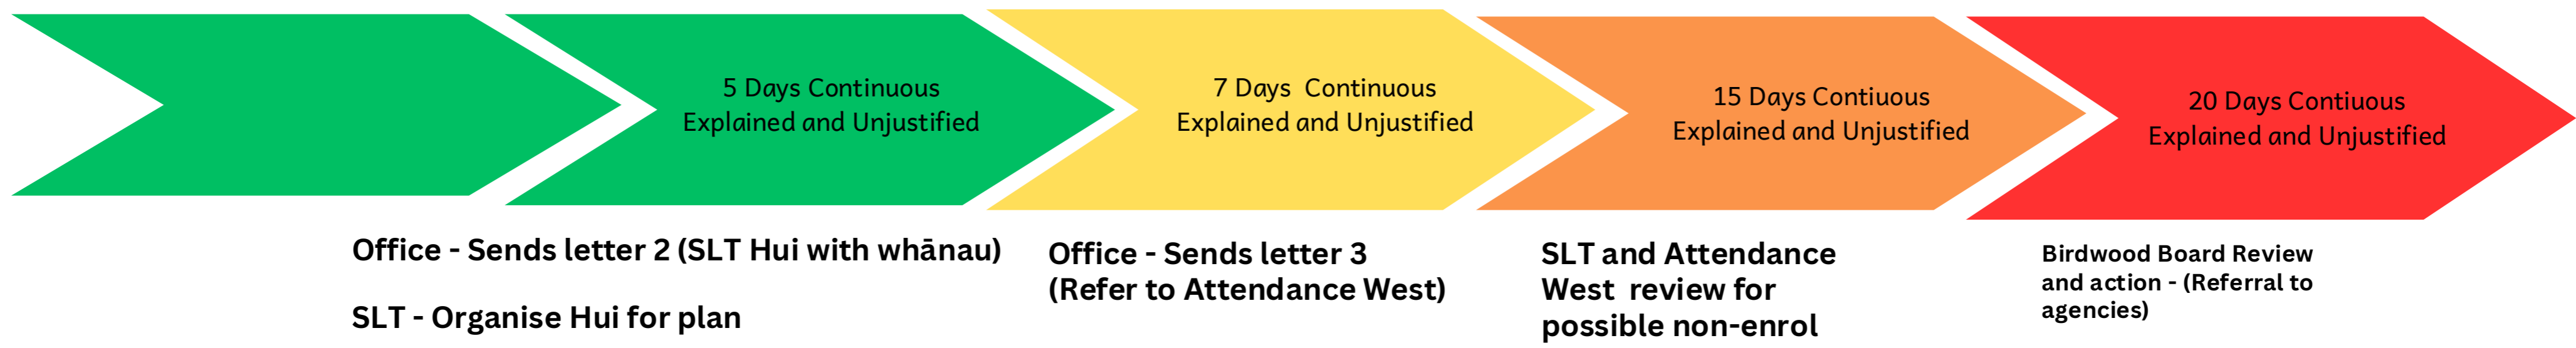 5 Days Continuous
Explained and Unjustified
7 Days Continuous
Explained and Unjustified
15 Days Contiuous
Explained and Unjustified
20 Days Contiuous
Explained and Unjustified
Office - Sends letter 2 (SLT Hui with whānau)
SLT - Organise Hui for plan
Office - Sends letter 3
(Refer to Attendance West)
SLT and Attendance
West review for
possible non-enrol
Birdwood Board Review
and action - (Referral to
agencies)